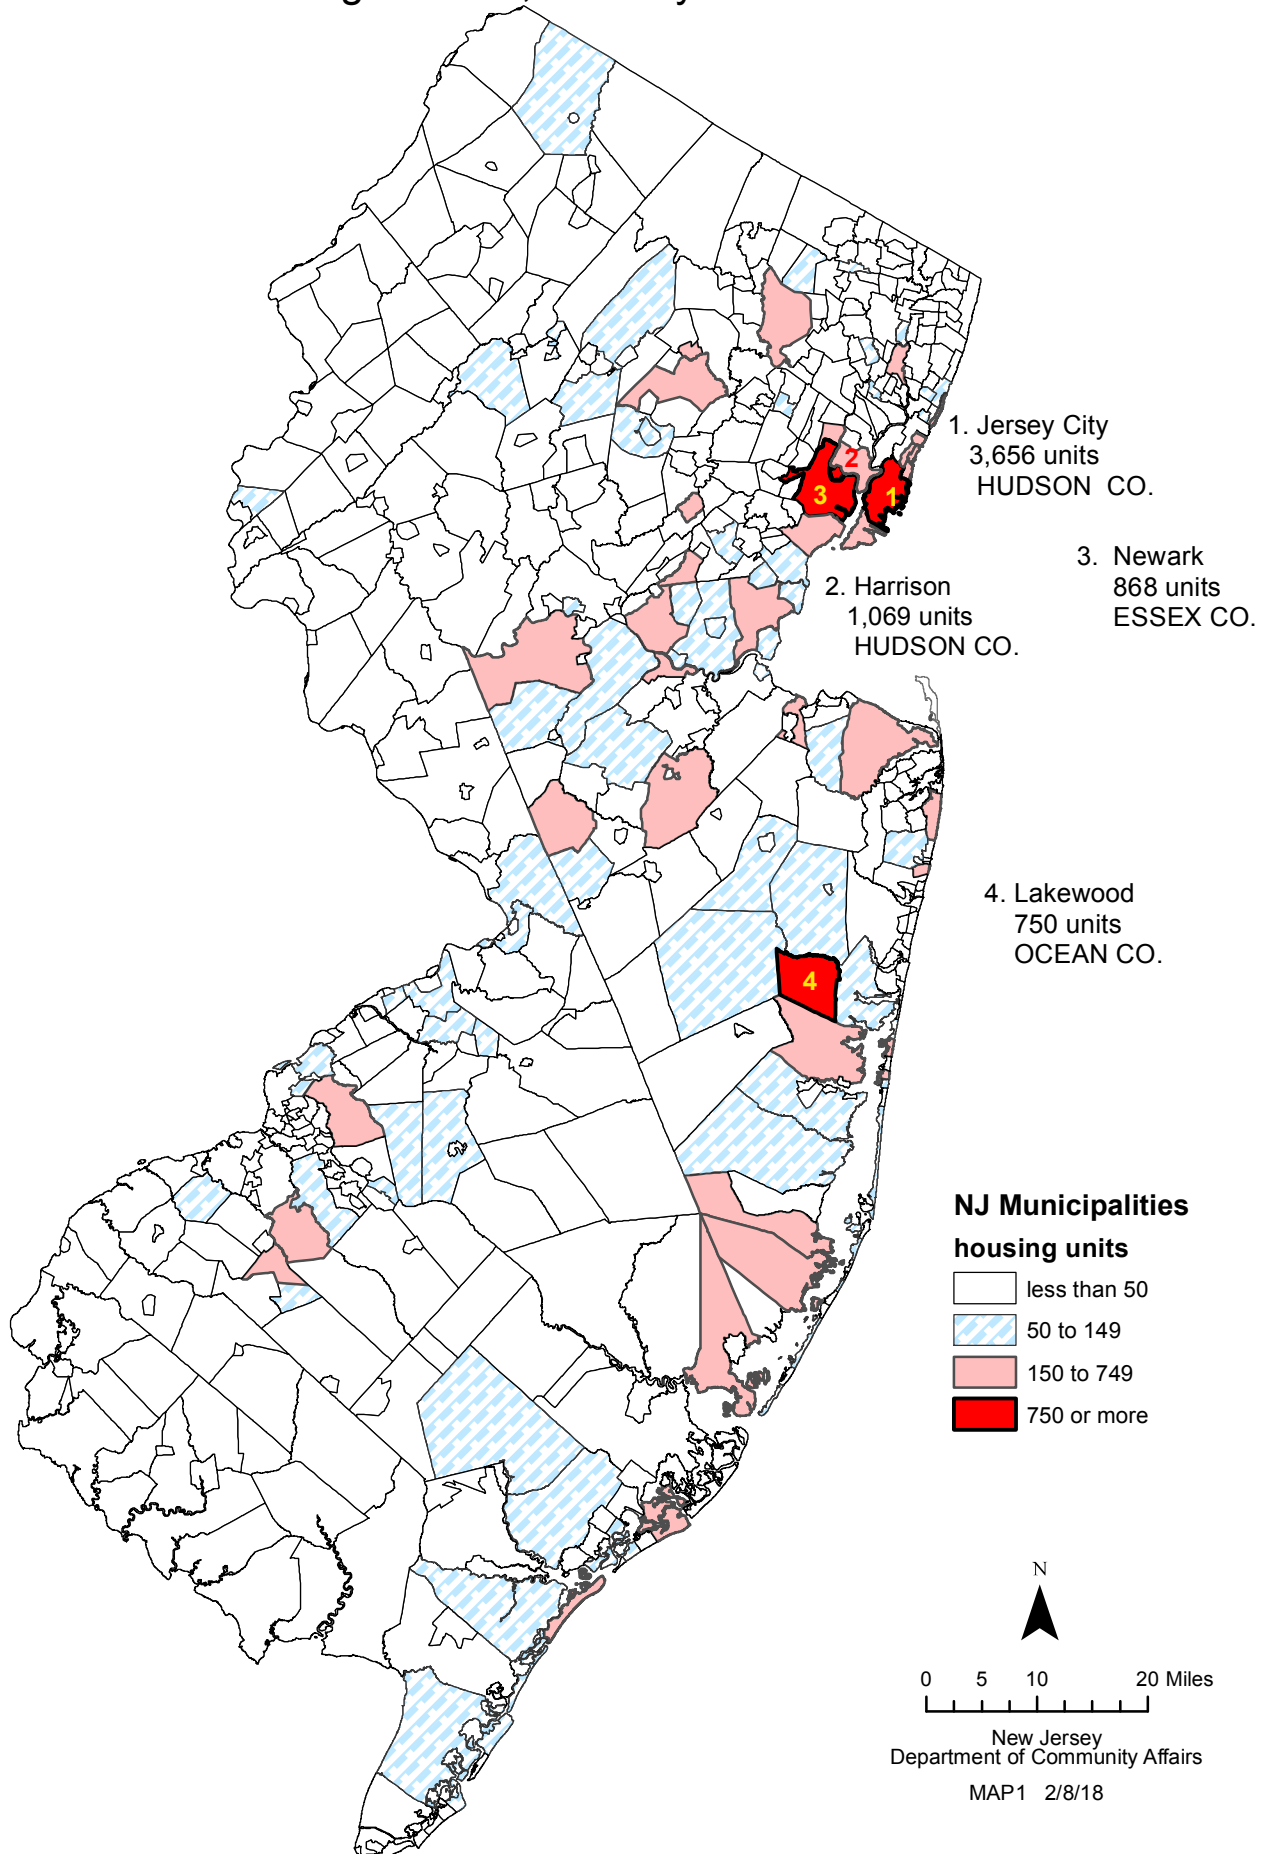 1. Jersey City
3,656 units
HUDSON CO.
3. Newark
868 units
ESSEX CO.
2. Harrison
1,069 units
HUDSON CO.
4. Lakewood
750 units
OCEAN CO.
2
3
1
4
NJ Municipalities
housing units
less than 50
50 to 149
150 to 749
750 or more
N
0 5 10 20 Miles
New Jersey
Department of Community Affairs
MAP1 2/8/18